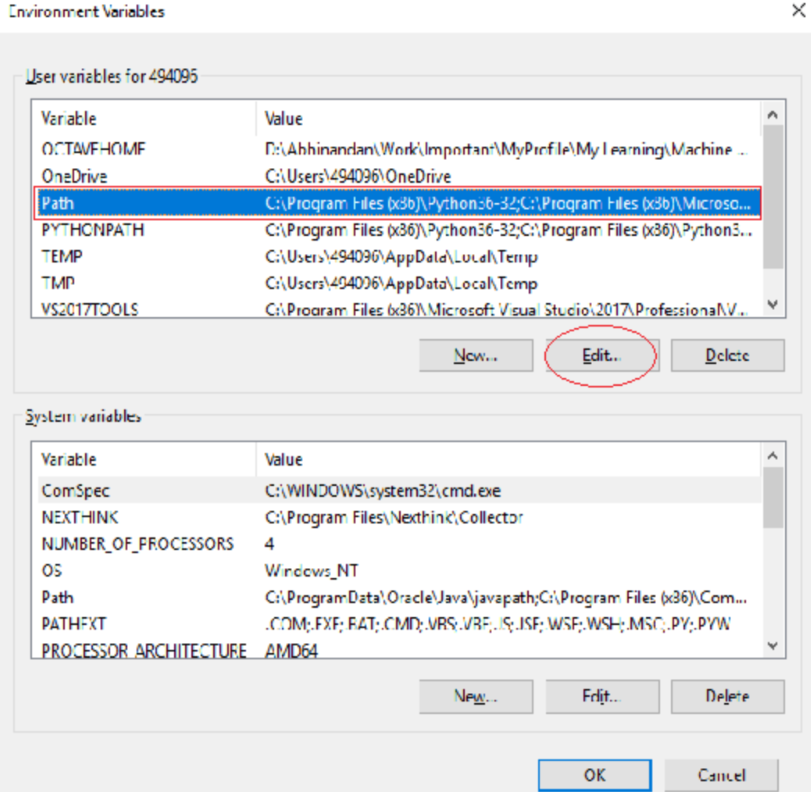 Environment Variables
User variables for 494096
Variable Value
OCTAVEHOME D:\Abhinandan\Work\Important\MyProfile\My Learning\Machine ...
OneDrive C:\Users\494096\OneDrive
Path C:\Program Files (x86)\Python36-32;C:\Program Files (x86)\Microso...
PYTHONPATH C:\Program Files (x86)\Python36-32;C:\Program Files (x86)\Python3...
TEMP C:\Users\494096\AppData\Local\Temp
TMP C:\Users\494096\AppData\Local\Temp
VS2017TOOLS C:\Program Files (x86)\Microsoft Visual Studio\2017\Professional\V...
New... Edit... Delete
System variables
Variable Value
ComSpec C:\WINDOWS\system32\cmd.exe
NEXTHINK C:\Program Files\Nexthink\Collector
NUMBER_OF_PROCESSORS 4
OS Windows_NT
Path C:\ProgramData\Oracle\Java\javapath;C:\Program Files (x86)\Com...
PATHEXT .COM;.EXE;.BAT;.CMD;.VBS;.VBE;.JS;.JSE;.WSF;.WSH;.MSC;.PY;.PYW
PROCESSOR_ARCHITECTURE AMD64
New... Edit... Delete
OK Cancel